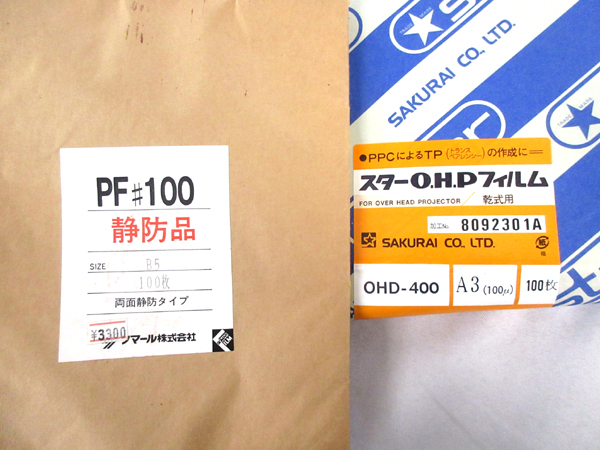 PF#100
静防品
SIZE B5
100枚
両面静防タイプ
¥3300
ソマール株式会社
SAKURAI CO., LTD.
SAKURAI CO., LTD.
●PPCによるTP(トランスペアレンシー)の作成に
スターO.H.Pフィルム
FOR OVER HEAD PROJECTOR/乾式用
加工No. 8092301A
SAKURAI CO., LTD.
OHD-400
A3(100μ)
100枚